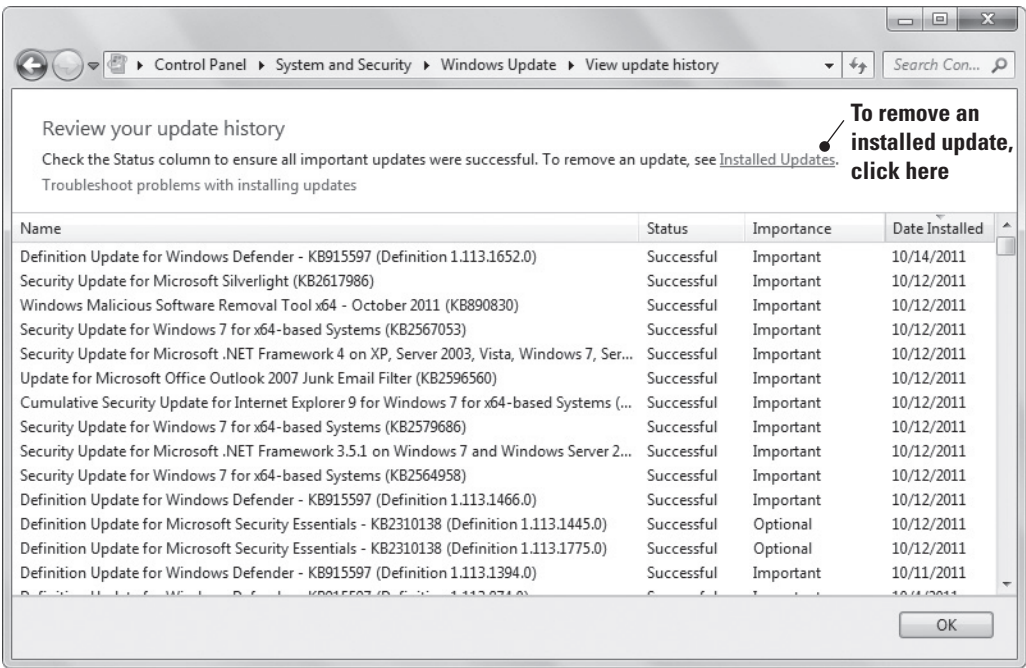 Control Panel ▸ System and Security ▸ Windows Update ▸ View update history
Search Con...
Review your update history
Check the Status column to ensure all important updates were successful. To remove an update, see Installed Updates.
Troubleshoot problems with installing updates
To remove an
installed update,
click here
Name Status Importance Date Installed
Definition Update for Windows Defender - KB915597 (Definition 1.113.1652.0) Successful Important 10/14/2011
Security Update for Microsoft Silverlight (KB2617986) Successful Important 10/12/2011
Windows Malicious Software Removal Tool x64 - October 2011 (KB890830) Successful Important 10/12/2011
Security Update for Windows 7 for x64-based Systems (KB2567053) Successful Important 10/12/2011
Security Update for Microsoft .NET Framework 4 on XP, Server 2003, Vista, Windows 7, Ser... Successful Important 10/12/2011
Update for Microsoft Office Outlook 2007 Junk Email Filter (KB2596560) Successful Important 10/12/2011
Cumulative Security Update for Internet Explorer 9 for Windows 7 for x64-based Systems (... Successful Important 10/12/2011
Security Update for Windows 7 for x64-based Systems (KB2579686) Successful Important 10/12/2011
Security Update for Microsoft .NET Framework 3.5.1 on Windows 7 and Windows Server 2... Successful Important 10/12/2011
Security Update for Windows 7 for x64-based Systems (KB2564958) Successful Important 10/12/2011
Definition Update for Windows Defender - KB915597 (Definition 1.113.1466.0) Successful Important 10/12/2011
Definition Update for Microsoft Security Essentials - KB2310138 (Definition 1.113.1445.0) Successful Optional 10/12/2011
Definition Update for Microsoft Security Essentials - KB2310138 (Definition 1.113.1775.0) Successful Optional 10/12/2011
Definition Update for Windows Defender - KB915597 (Definition 1.113.1394.0) Successful Important 10/11/2011
OK